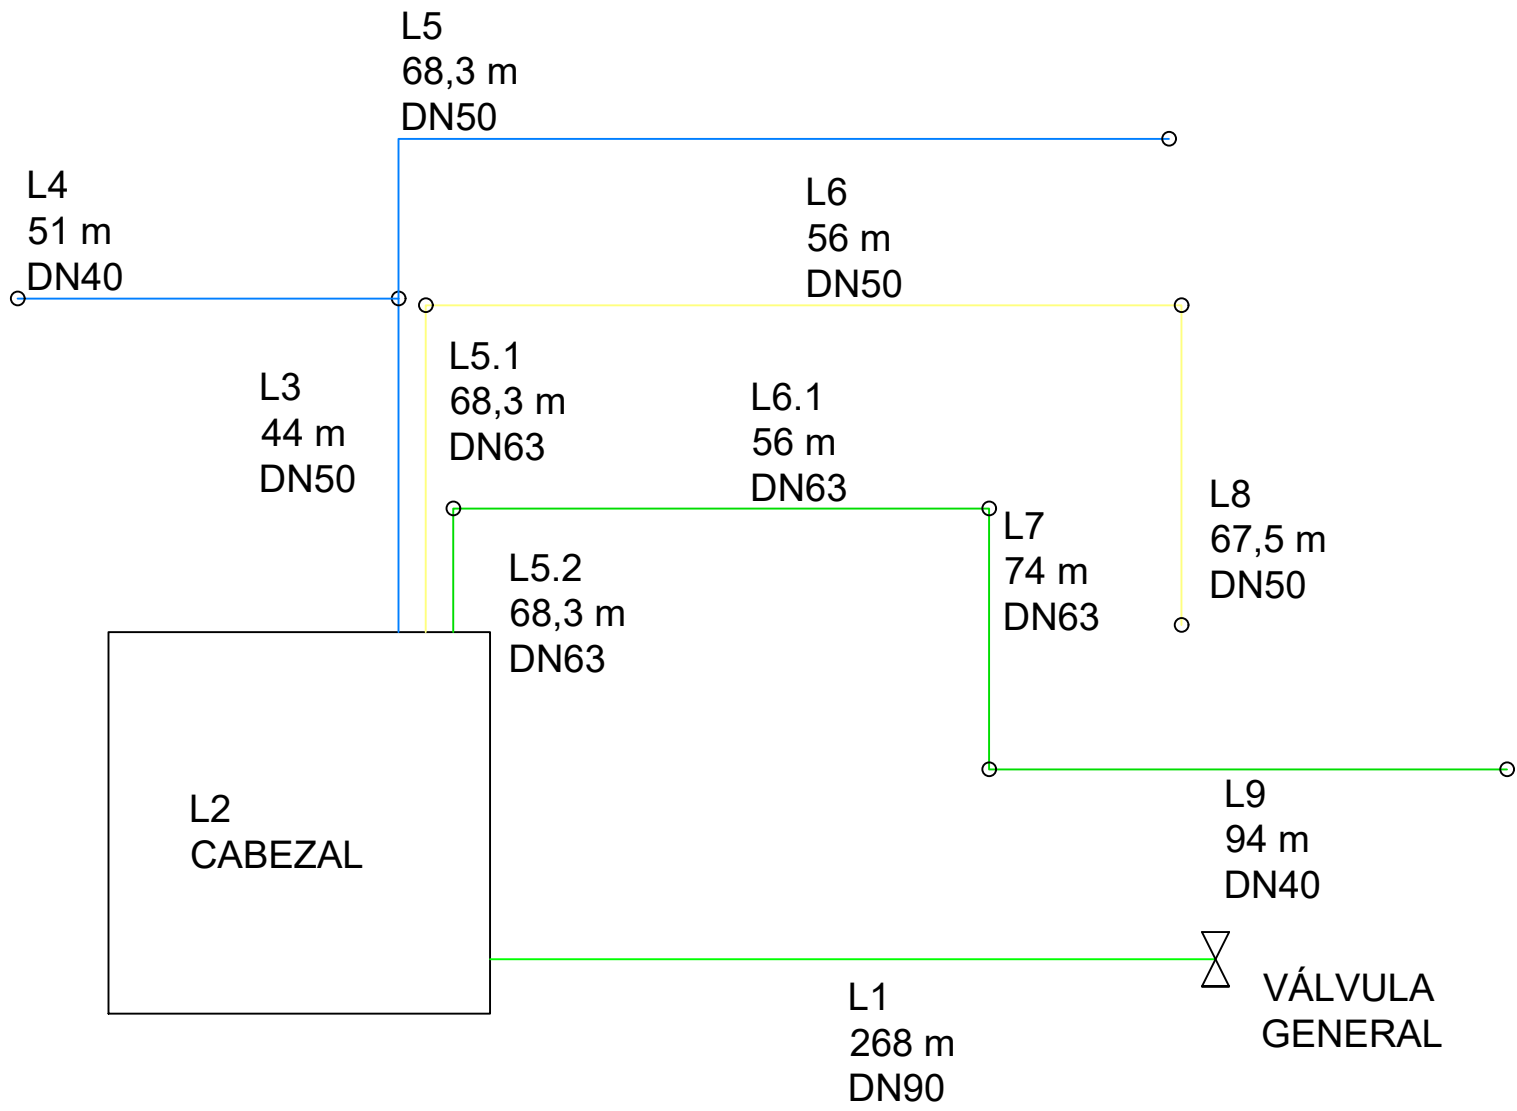 L5
68,3 m
DN50
L4
51 m
DN40
L6
56 m
DN50
L3
44 m
DN50
L5.1
68,3 m
DN63
L6.1
56 m
DN63
L5.2
68,3 m
DN63
L7
74 m
DN63
L8
67,5 m
DN50
L2
CABEZAL
L9
94 m
DN40
L1
268 m
DN90
VÁLVULA
GENERAL